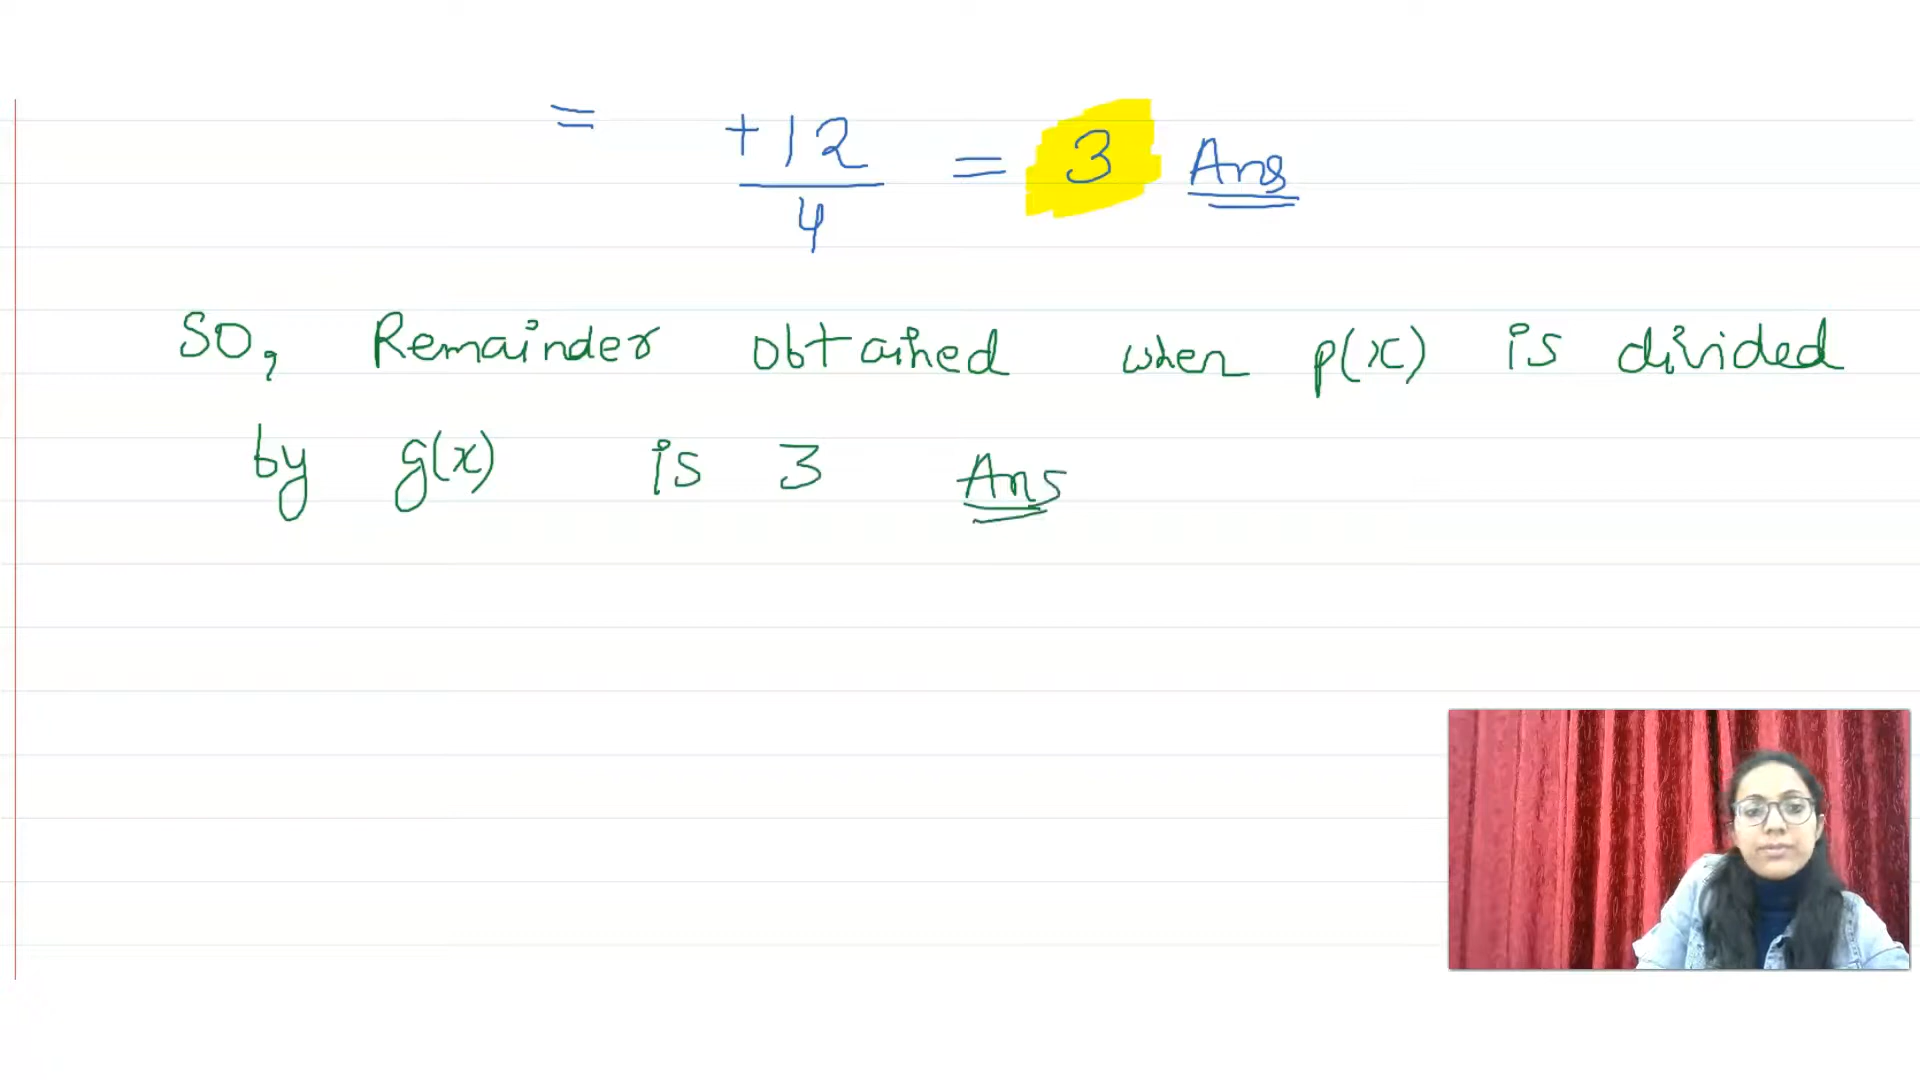 = +12/4 = 3 Ans
SO, Remainder obtained when p(x) is divided
by g(x) is 3 Ans